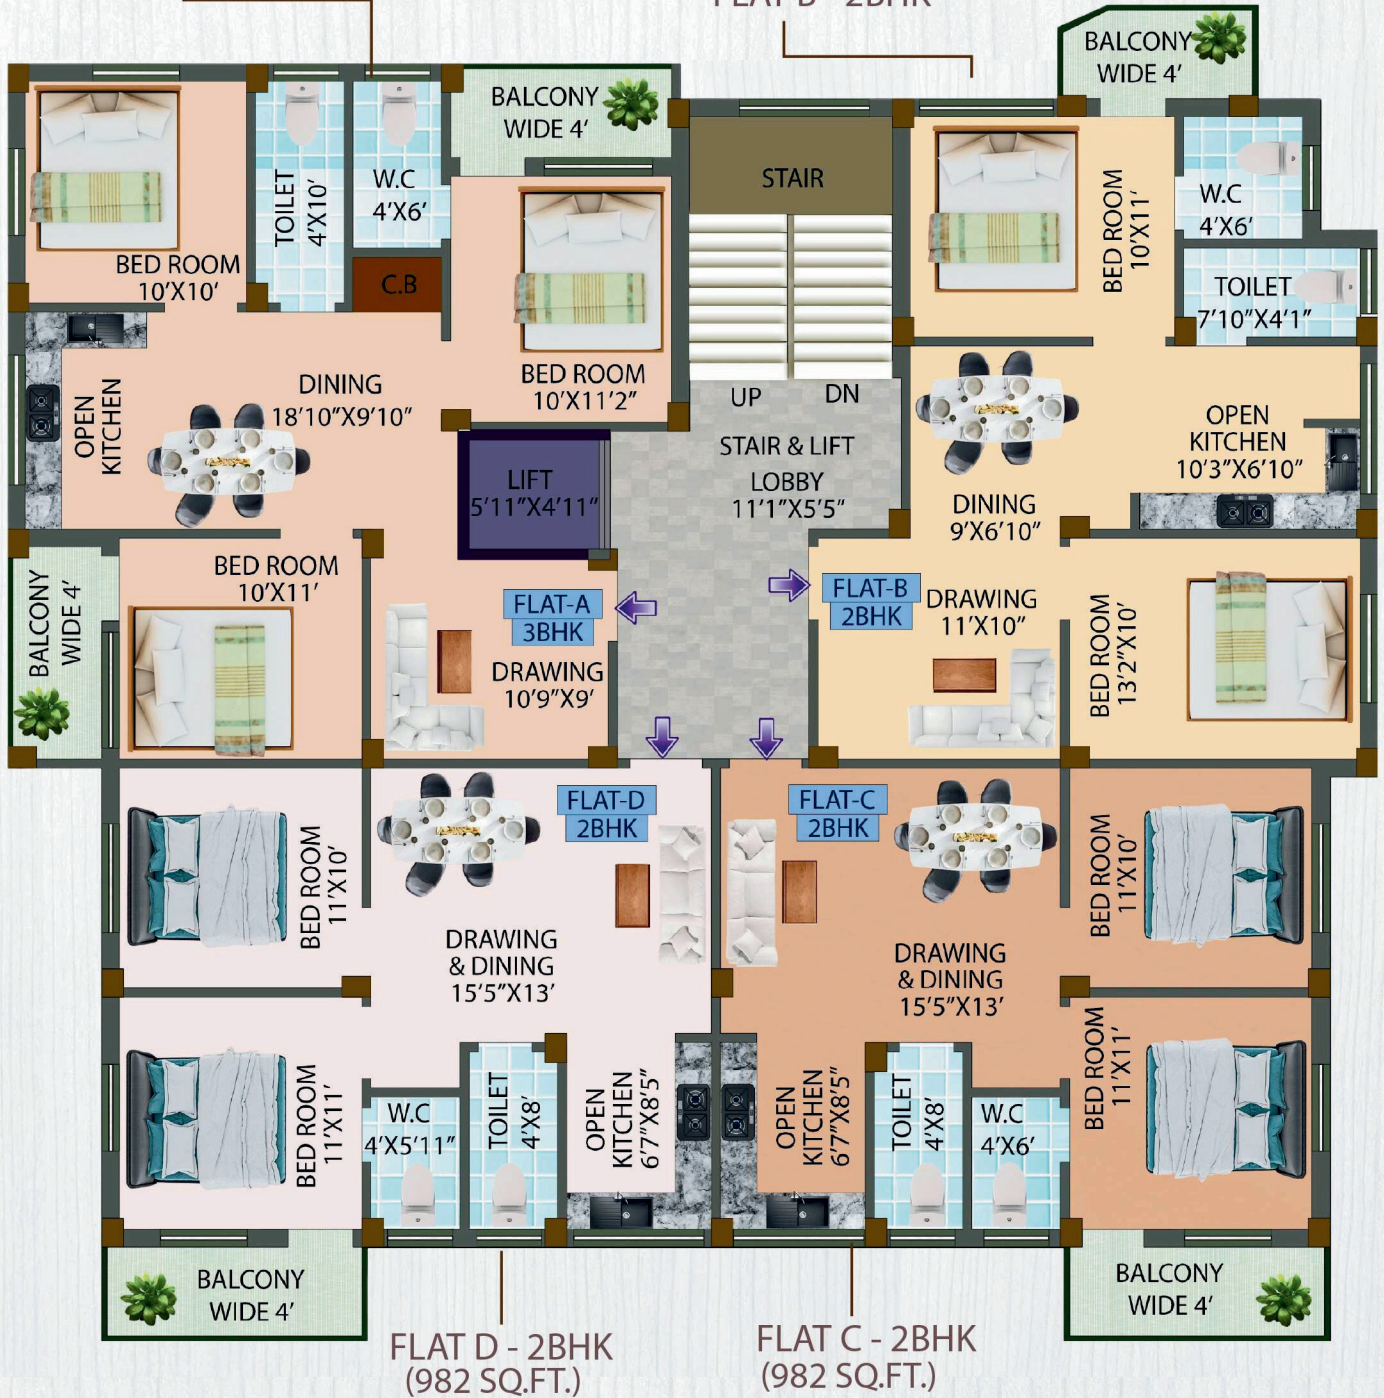 FLAT B - 2BHK
BALCONY
WIDE 4'
BALCONY
WIDE 4'
TOILET
4'X10'
W.C
4'X6'
STAIR
BED ROOM
10'X11'
W.C
4'X6'
BED ROOM
10'X10'
C.B
TOILET
7'10"X4'1"
OPEN
KITCHEN
DINING
18'10"X9'10"
BED ROOM
10'X11'2"
UP
DN
STAIR & LIFT
LOBBY
11'1"X5'5"
OPEN
KITCHEN
10'3"X6'10"
LIFT
5'11"X4'11"
DINING
9'X6'10"
BALCONY
WIDE 4'
BED ROOM
10'X11'
FLAT-A
3BHK
DRAWING
10'9"X9'
FLAT-B
2BHK
DRAWING
11'X10"
BED ROOM
13'2"X10'
FLAT-D
2BHK
FLAT-C
2BHK
BED ROOM
11'X10'
DRAWING
& DINING
15'5"X13'
DRAWING
& DINING
15'5"X13'
BED ROOM
11'X10'
BED ROOM
11'X11'
W.C
4'X5'11"
TOILET
4'X8'
OPEN
KITCHEN
6'7"X8'5"
OPEN
KITCHEN
6'7"X8'5"
TOILET
4'X8'
W.C
4'X6'
BED ROOM
11'X11'
BALCONY
WIDE 4'
BALCONY
WIDE 4'
FLAT D - 2BHK
(982 SQ.FT.)
FLAT C - 2BHK
(982 SQ.FT.)